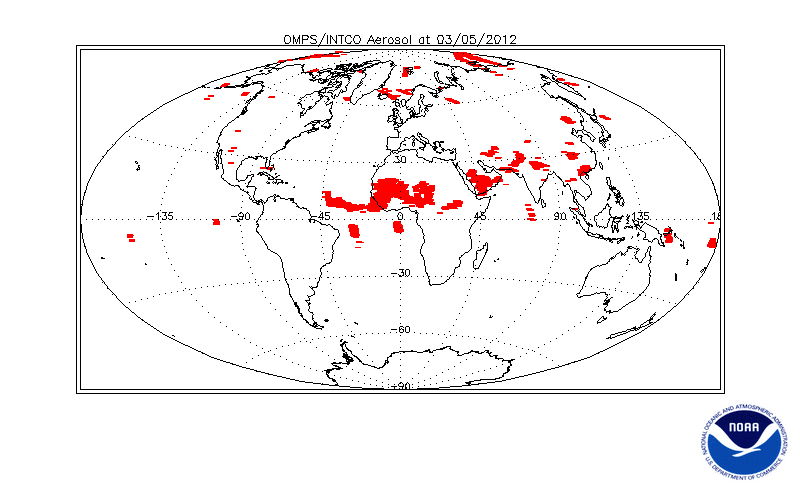 OMPS/INTCO Aerosol at 03/05/2012
60
30
-135 -90 -45 0 45 90 135 18
-30
-60
+90
NATIONAL OCEANIC AND ATMOSPHERIC ADMINISTRATION
NOAA
U.S. DEPARTMENT OF COMMERCE